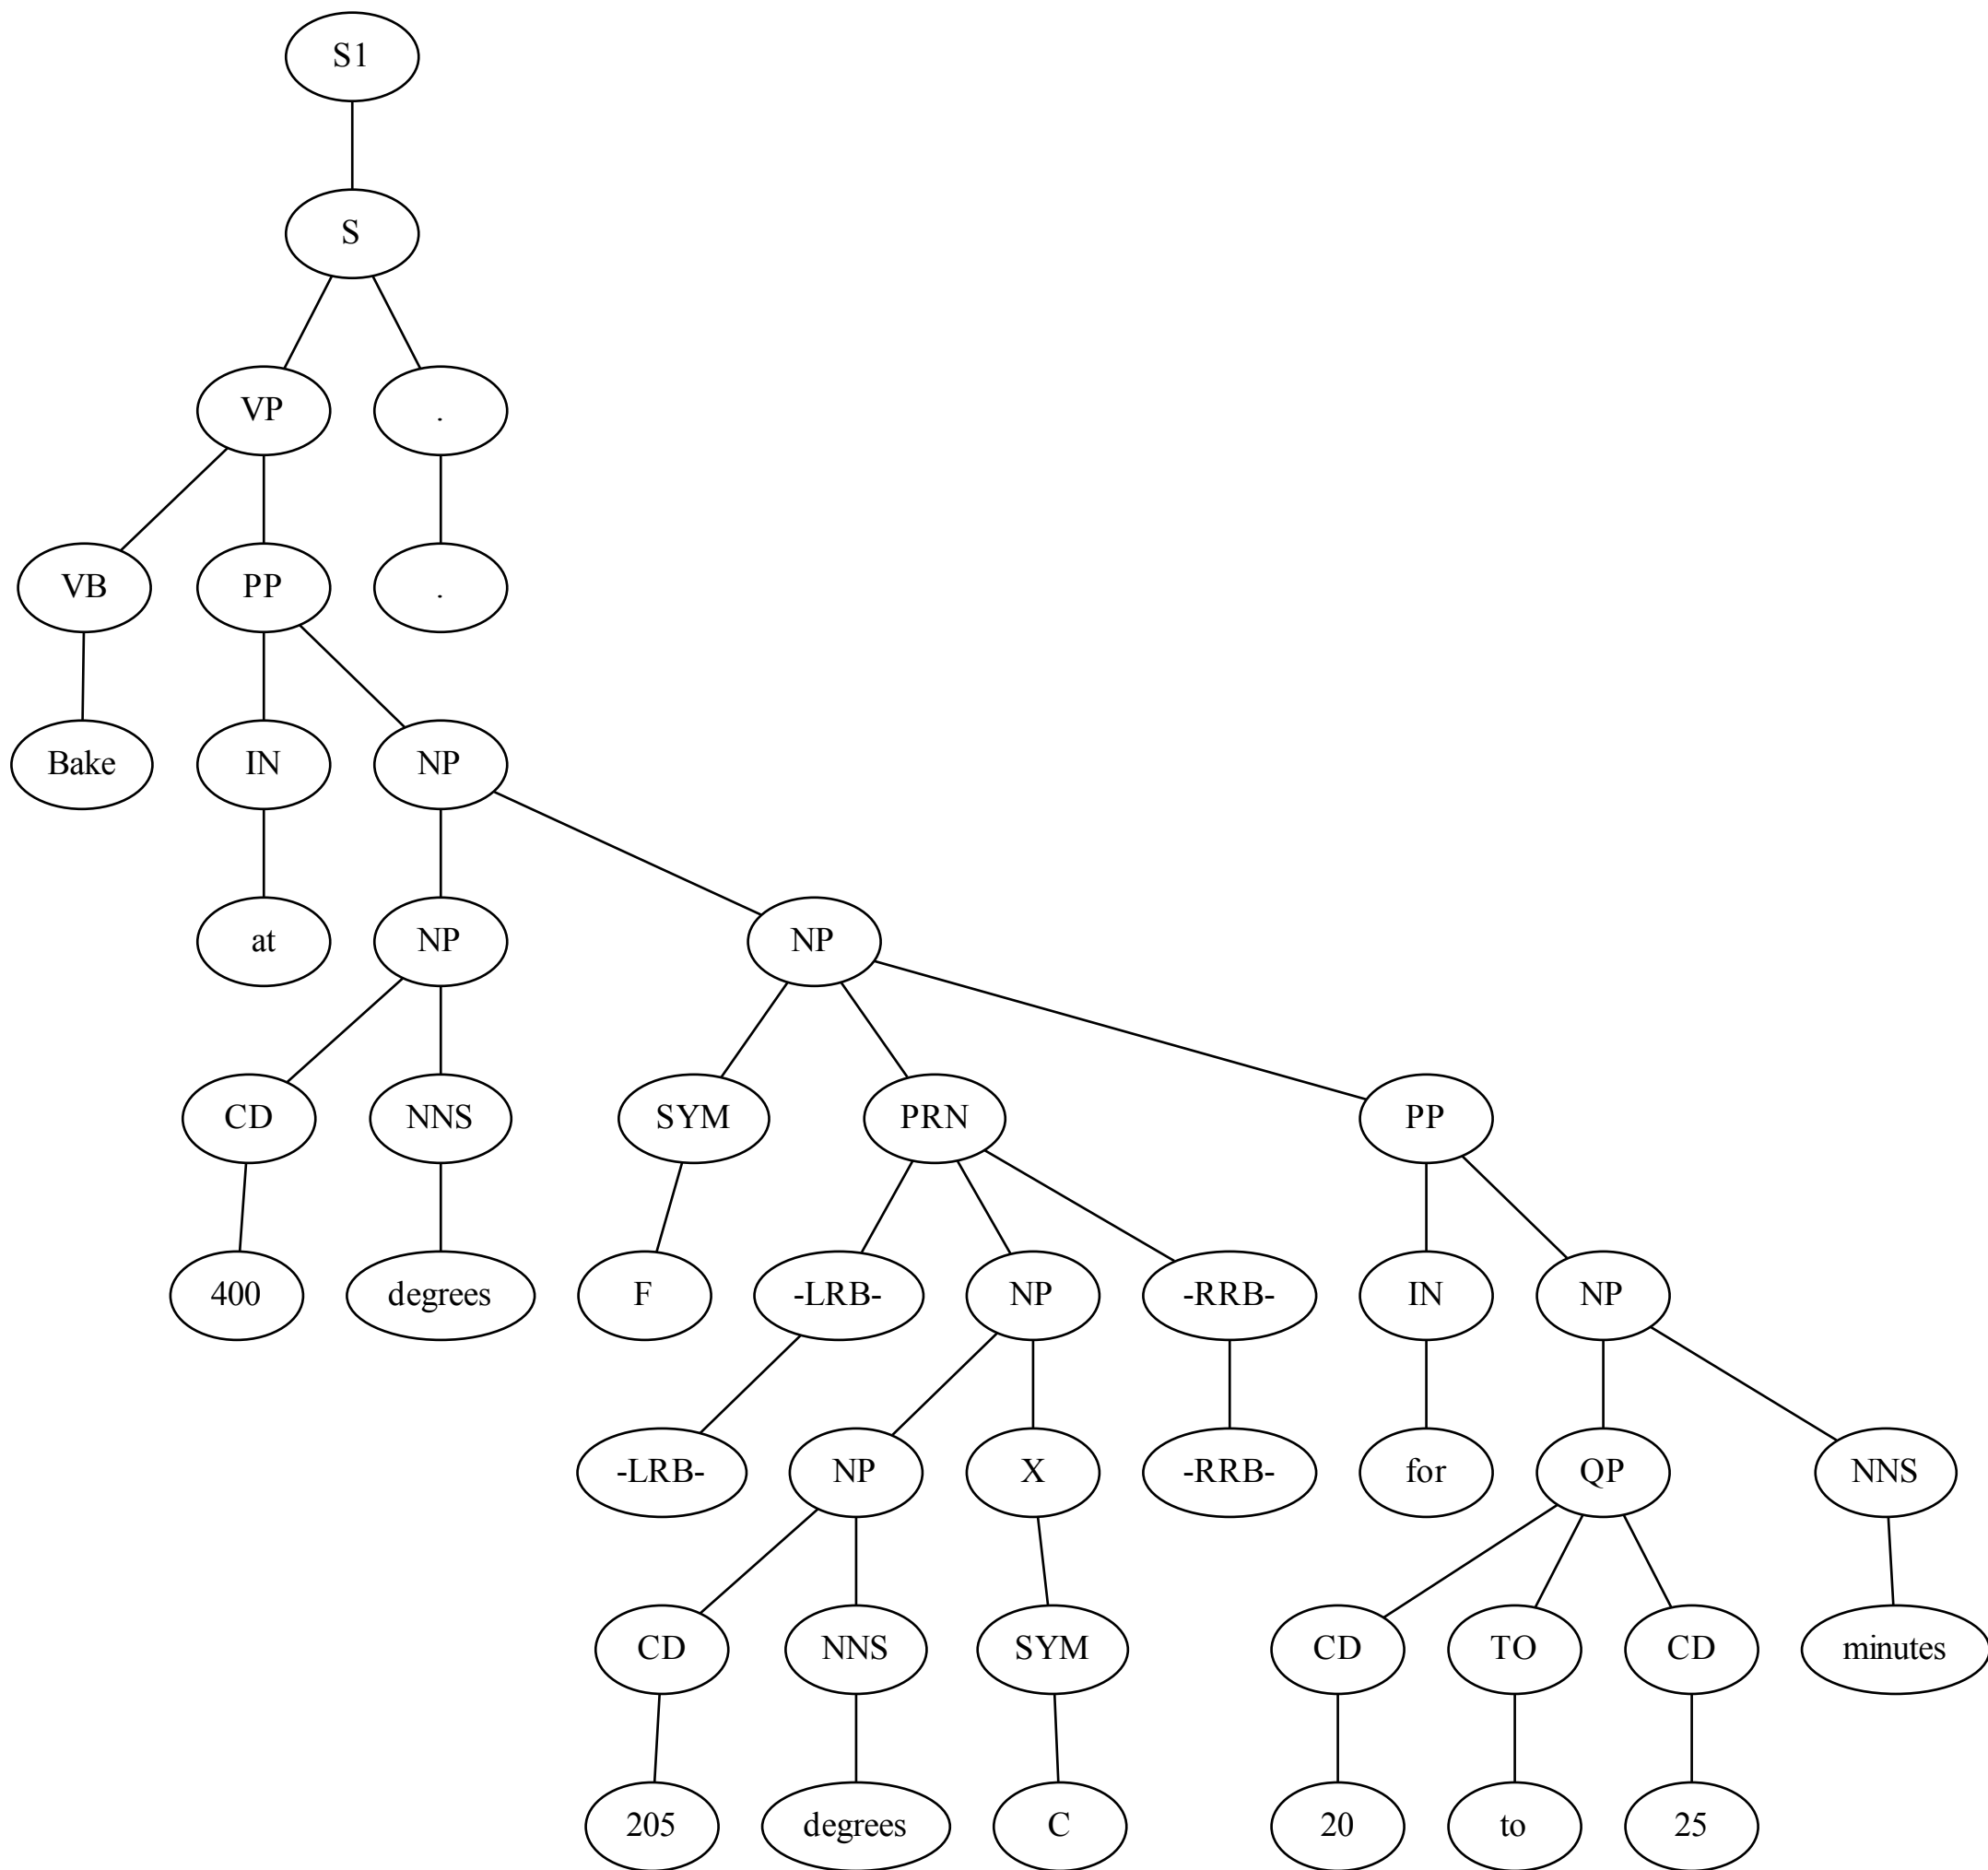 S1
S
VP .
VB PP .
Bake IN NP
at NP NP
CD NNS SYM PRN PP
400 degrees F -LRB- NP -RRB- IN NP
-LRB- NP X -RRB- for QP NNS
CD NNS SYM CD TO CD minutes
205 degrees C 20 to 25